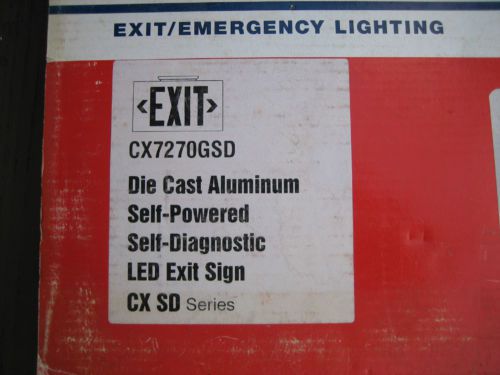 EXIT/EMERGENCY LIGHTING
<EXIT>
CX7270GSD
Die Cast Aluminum
Self-Powered
Self-Diagnostic
LED Exit Sign
CX SD Series